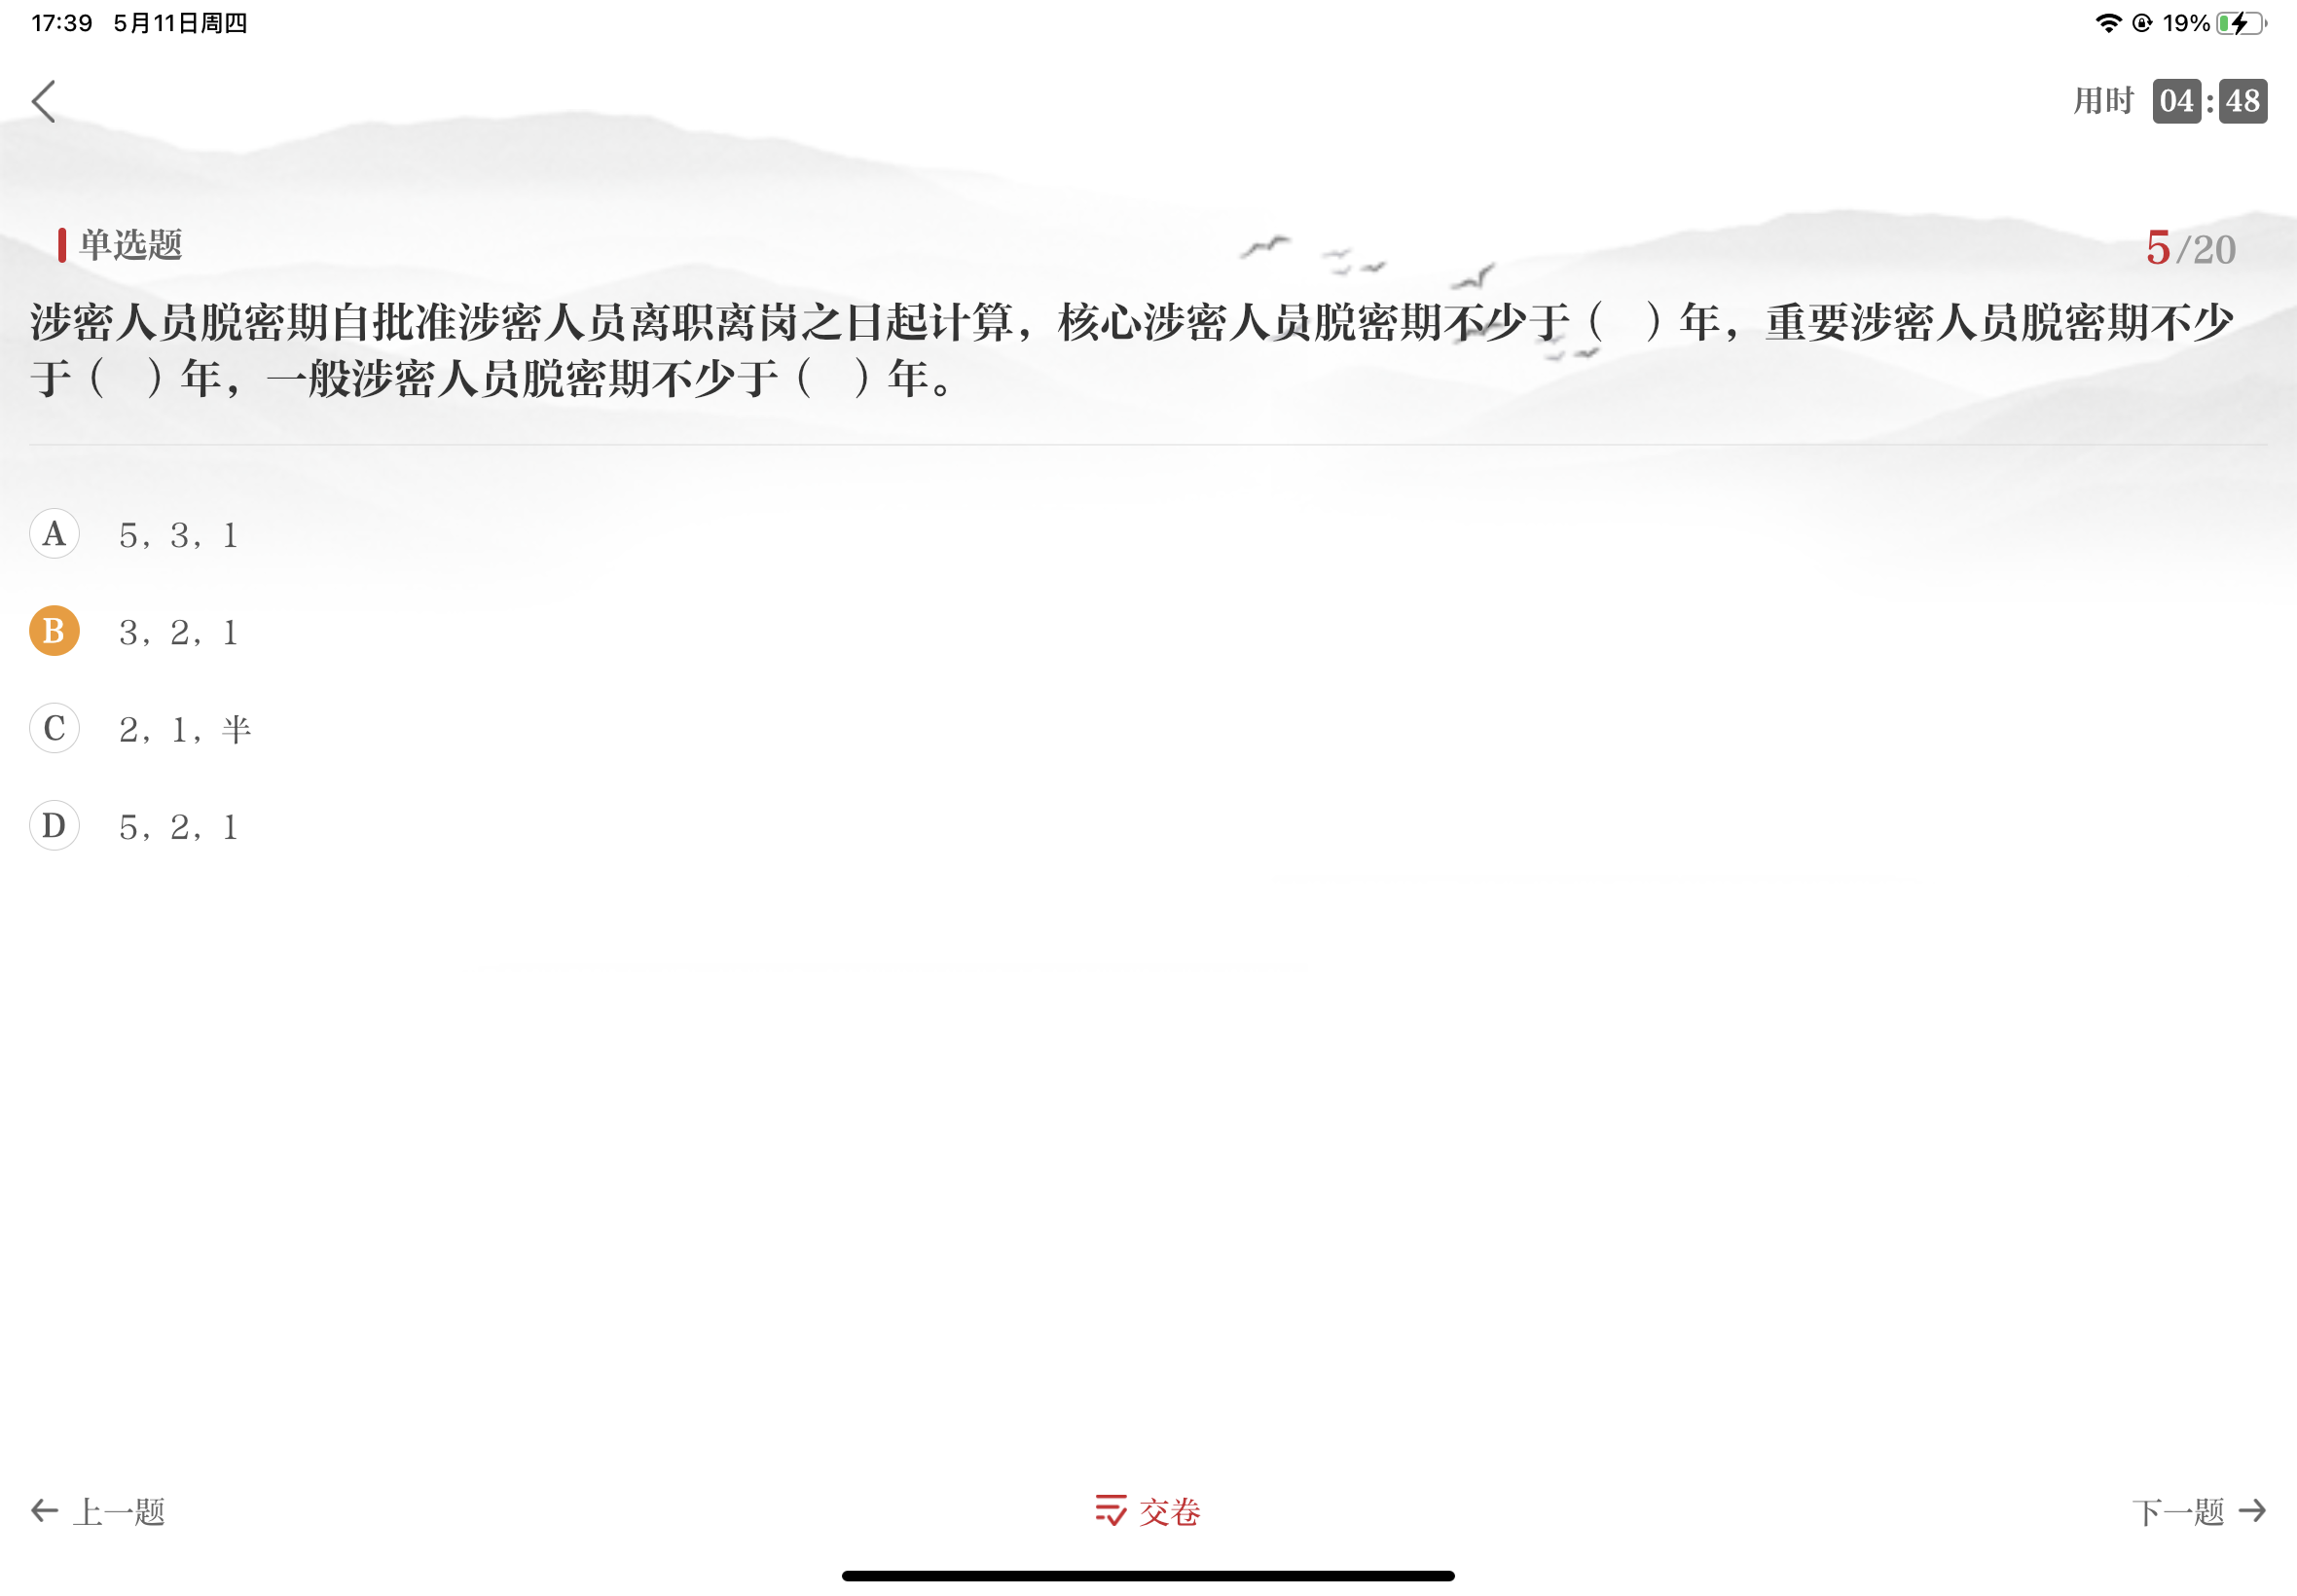 17:39 5月11日周四
19%
用时 04:48
单选题
5/20
涉密人员脱密期自批准涉密人员离职离岗之日起计算，核心涉密人员脱密期不少于（　）年，重要涉密人员脱密期不少
于（　）年，一般涉密人员脱密期不少于（　）年。
A 5，3，1
B 3，2，1
C 2，1，半
D 5，2，1
上一题
交卷
下一题